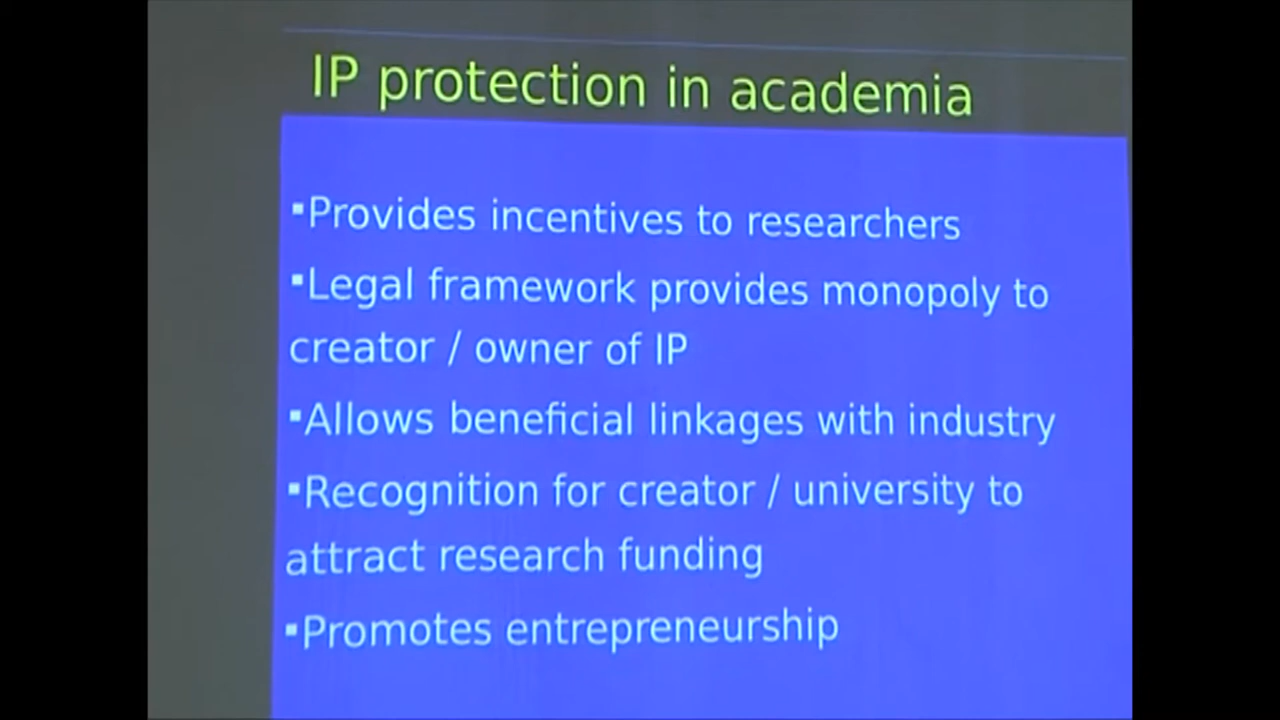 IP protection in academia
▪Provides incentives to researchers
▪Legal framework provides monopoly to
creator / owner of IP
▪Allows beneficial linkages with industry
▪Recognition for creator / university to
attract research funding
▪Promotes entrepreneurship